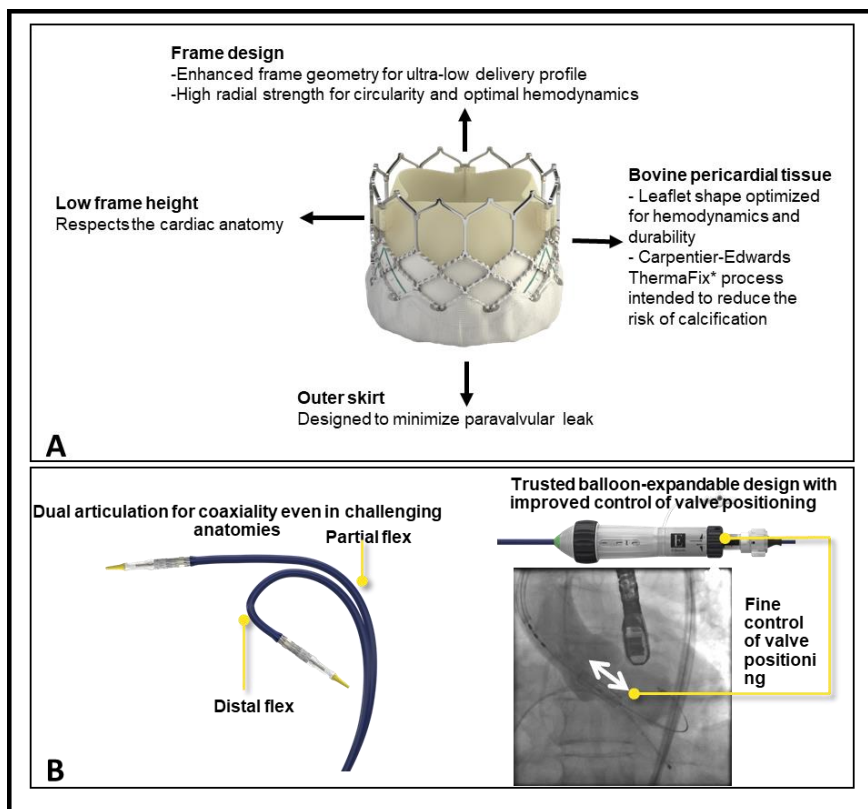 Frame design
-Enhanced frame geometry for ultra-low delivery profile
-High radial strength for circularity and optimal hemodynamics
Low frame height
Respects the cardiac anatomy
Bovine pericardial tissue
- Leaflet shape optimized
for hemodynamics and
durability
- Carpentier-Edwards
ThermaFix* process
intended to reduce the
risk of calcification
Outer skirt
Designed to minimize paravalvular leak
A
Dual articulation for coaxiality even in challenging
anatomies
Partial flex
Distal flex
Trusted balloon-expandable design with
improved control of valve positioning
Fine
control
of valve
positioni
ng
B